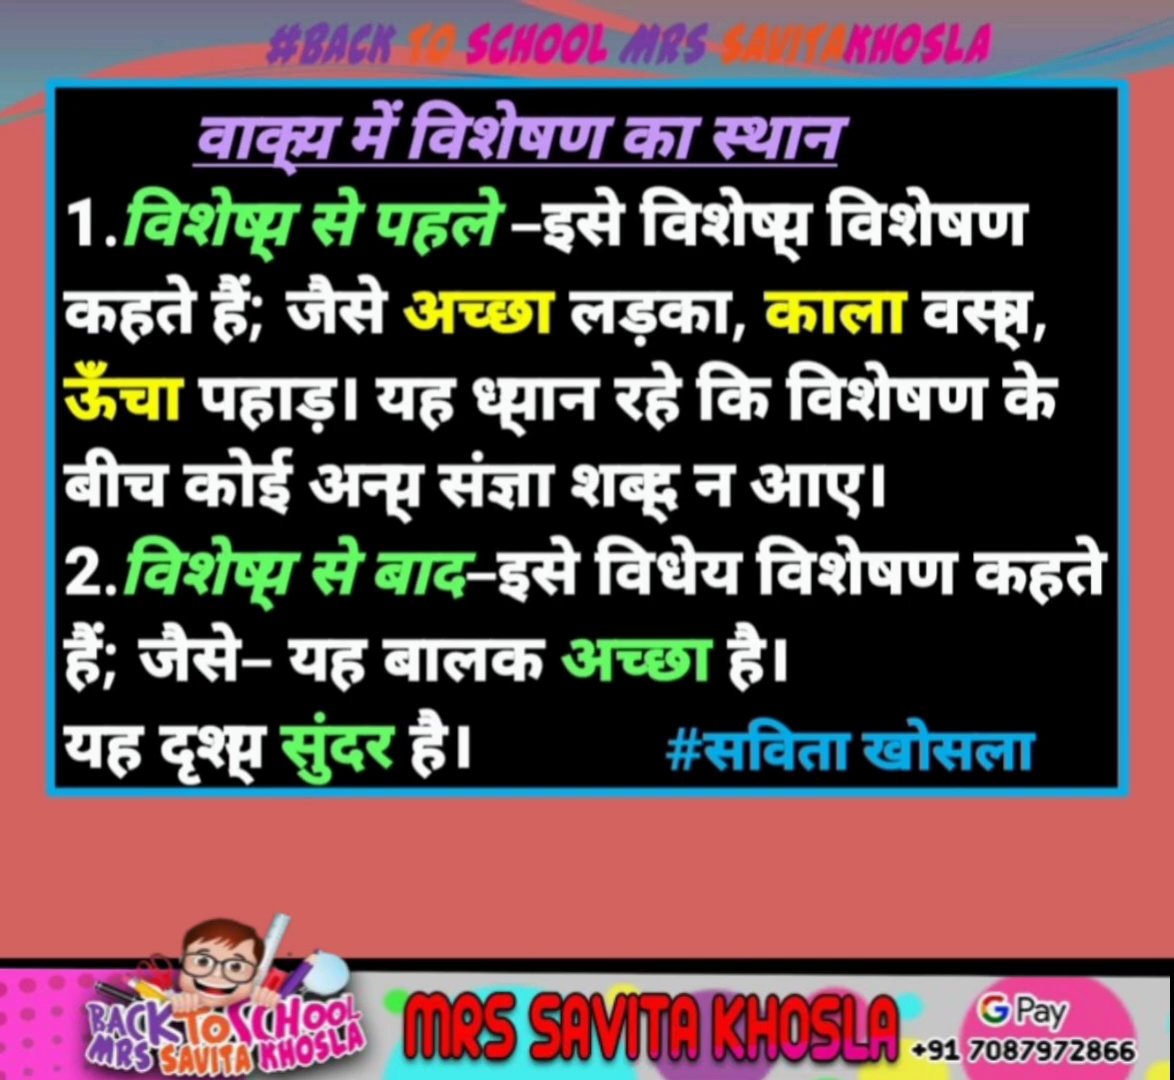 #BACK TO SCHOOL MRS SAVITAKHOSLA
वाक्य में विशेषण का स्थान
1.विशेष्य से पहले –इसे विशेष्य विशेषण
कहते हैं; जैसे अच्छा लड़का, काला वस्त्र,
ऊँचा पहाड़। यह ध्यान रहे कि विशेषण के
बीच कोई अन्य संज्ञा शब्द न आए।
2.विशेष्य से बाद–इसे विधेय विशेषण कहते
हैं; जैसे– यह बालक अच्छा है।
यह दृश्य सुंदर है। #सविता खोसला
BACK TO SCHOOL
MRS SAVITA KHOSLA
MRS SAVITA KHOSLA
G Pay
+91 7087972866